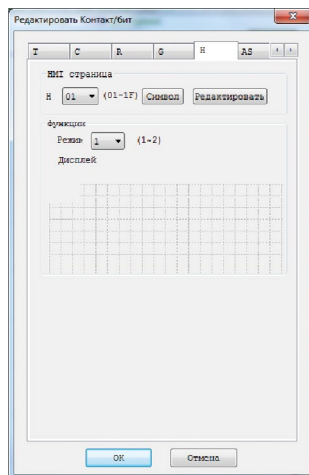 Редактировать Контакт/бит
T C R G H AS
HMI страница
H 01 (01-1F) Символ Редактировать
функции
Режим 1 (1~2)
Дисплей
OK Отмена